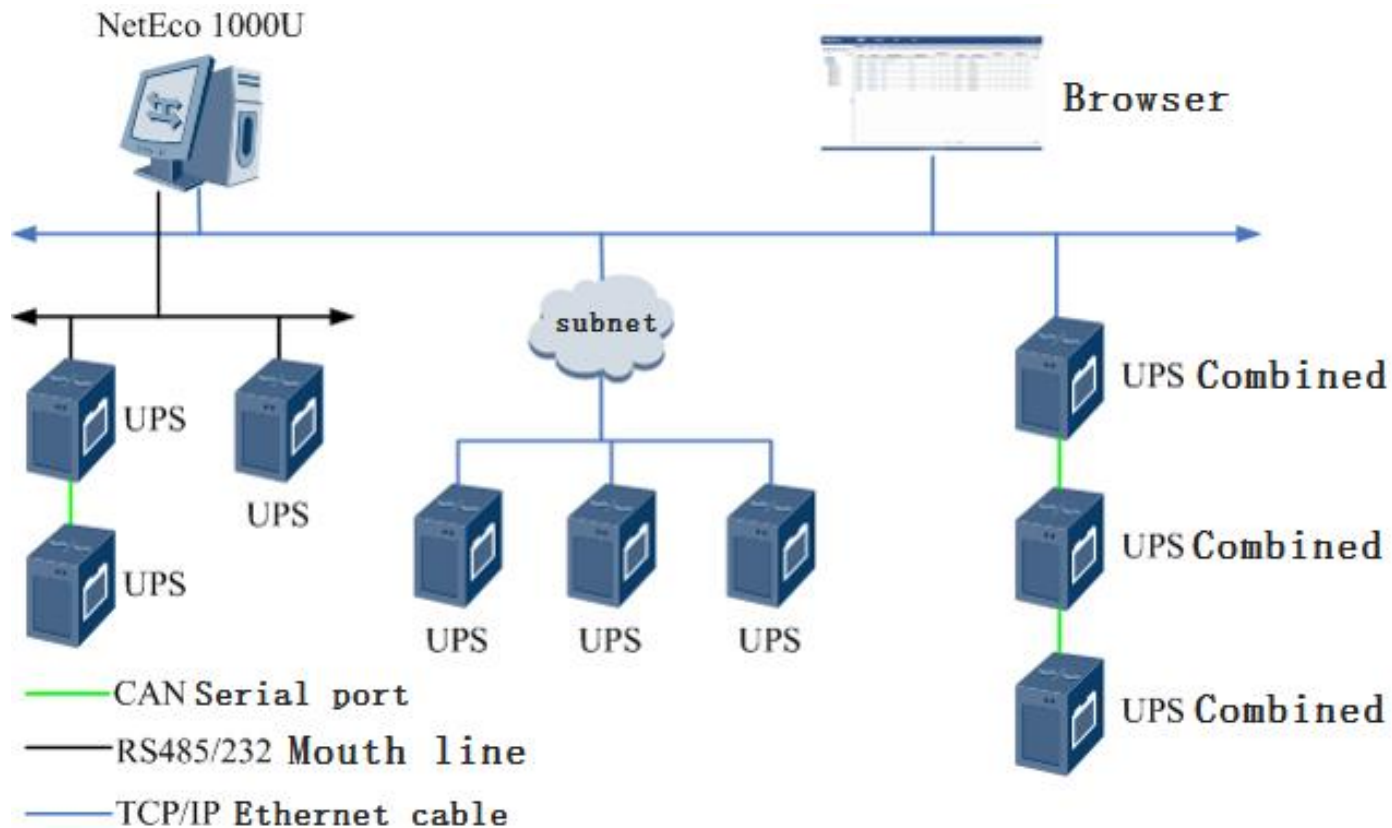 NetEco 1000U
Browser
subnet
UPS
UPS
UPS
UPS
UPS
UPS
UPS Combined
UPS Combined
UPS Combined
CAN Serial port
RS485/232 Mouth line
TCP/IP Ethernet cable